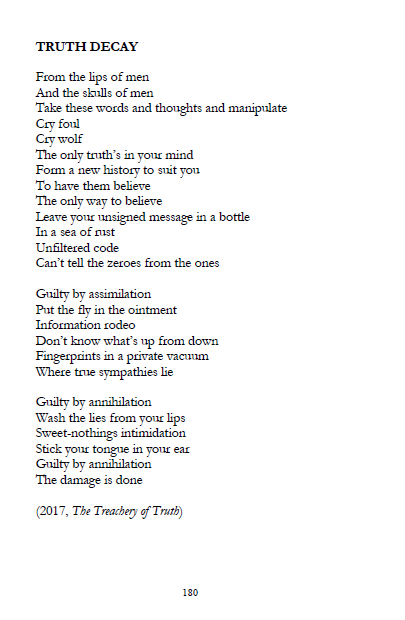 TRUTH DECAY
From the lips of men
And the skulls of men
Take these words and thoughts and manipulate
Cry foul
Cry wolf
The only truth's in your mind
Form a new history to suit you
To have them believe
The only way to believe
Leave your unsigned message in a bottle
In a sea of rust
Unfiltered code
Can't tell the zeroes from the ones
Guilty by assimilation
Put the fly in the ointment
Information rodeo
Don't know what's up from down
Fingerprints in a private vacuum
Where true sympathies lie
Guilty by annihilation
Wash the lies from your lips
Sweet-nothings intimidation
Stick your tongue in your ear
Guilty by annihilation
The damage is done
(2017, The Treachery of Truth)
180